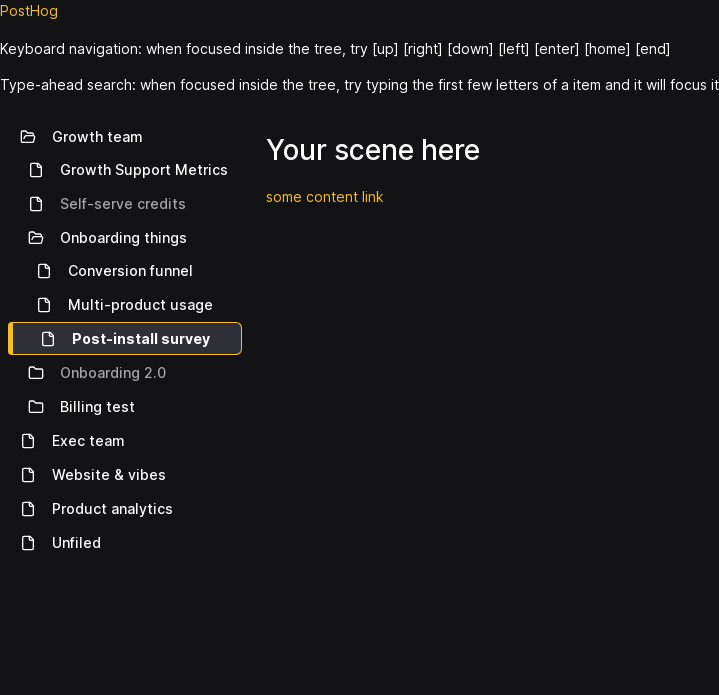 PostHog
Keyboard navigation: when focused inside the tree, try [up] [right] [down] [left] [enter] [home] [end]
Type-ahead search: when focused inside the tree, try typing the first few letters of a item and it will focus it
Growth team
Your scene here
Growth Support Metrics
some content link
Self-serve credits
Onboarding things
Conversion funnel
Multi-product usage
Post-install survey
Onboarding 2.0
Billing test
Exec team
Website & vibes
Product analytics
Unfiled